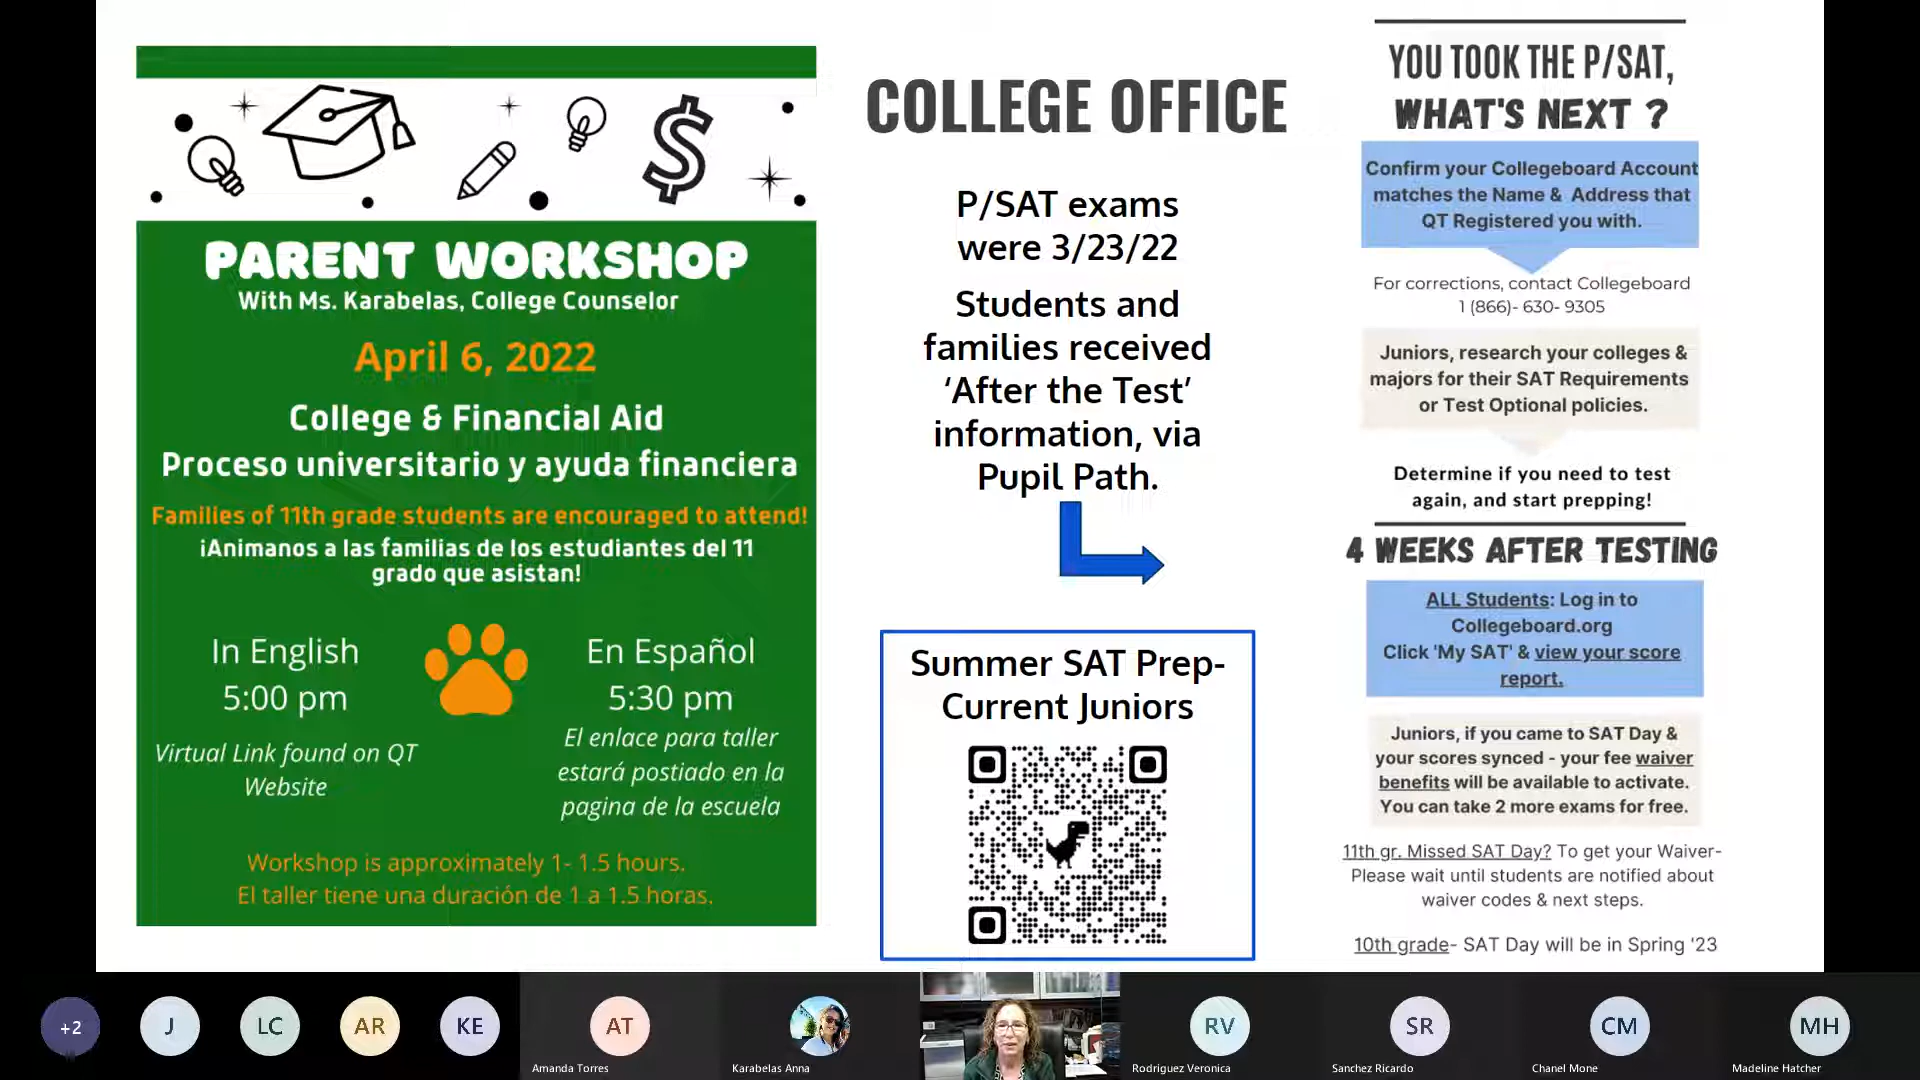 PARENT WORKSHOP
With Ms. Karabelas, College Counselor
April 6, 2022
College & Financial Aid
Proceso universitario y ayuda financiera
Families of 11th grade students are encouraged to attend!
¡Animanos a las familias de los estudiantes del 11
grado que asistan!
In English
5:00 pm
Virtual Link found on QT
Website
En Español
5:30 pm
El enlace para taller
estará postiado en la
pagina de la escuela
Workshop is approximately 1- 1.5 hours.
El taller tiene una duración de 1 a 1.5 horas.
COLLEGE OFFICE
P/SAT exams
were 3/23/22
Students and
families received
‘After the Test’
information, via
Pupil Path.
Summer SAT Prep-
Current Juniors
YOU TOOK THE P/SAT,
WHAT'S NEXT ?
Confirm your Collegeboard Account
matches the Name & Address that
QT Registered you with.
For corrections, contact Collegeboard
1 (866)- 630- 9305
Juniors, research your colleges &
majors for their SAT Requirements
or Test Optional policies.
Determine if you need to test
again, and start prepping!
4 WEEKS AFTER TESTING
ALL Students: Log in to
Collegeboard.org
Click 'My SAT' & view your score
report.
Juniors, if you came to SAT Day &
your scores synced - your fee waiver
benefits will be available to activate.
You can take 2 more exams for free.
11th gr. Missed SAT Day? To get your Waiver-
Please wait until students are notified about
waiver codes & next steps.
10th grade- SAT Day will be in Spring '23
+2
J
LC
AR
KE
AT
Amanda Torres
Karabelas Anna
RV
Rodriguez Veronica
SR
Sanchez Ricardo
CM
Chanel Mone
MH
Madeline Hatcher